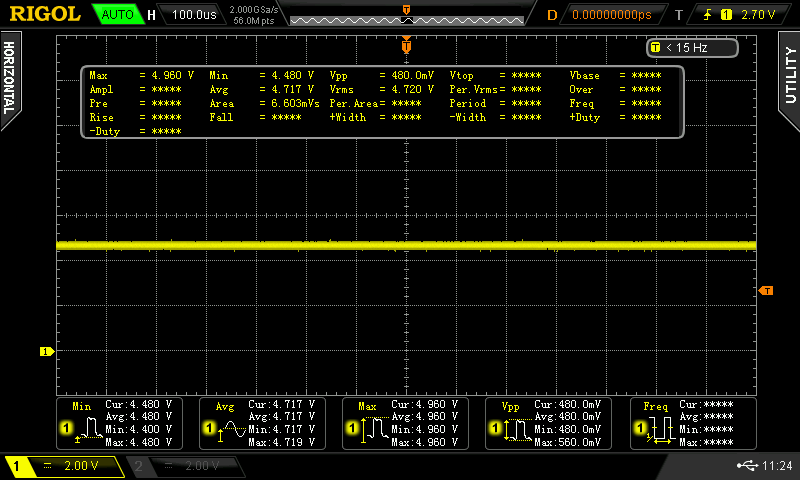 RIGOL AUTO H 100.0us 2.000GSa/s 56.0M pts D 0.00000000ps T 1 2.70 V
T
T < 15 Hz
HORIZONTAL
UTILITY
Max = 4.960 V Min = 4.480 V Vpp = 480.0mV Vtop = ***** Vbase = *****
Ampl = ***** Avg = 4.717 V Vrms = 4.720 V Per.Vrms= ***** Over = *****
Pre = ***** Area = 6.603mVs Per.Area= ***** Period = ***** Freq = *****
Rise = ***** Fall = ***** +Width = ***** -Width = ***** +Duty = *****
-Duty = *****
T
1
Min Cur:4.480 V Avg Cur:4.717 V Max Cur:4.960 V Vpp Cur:480.0mV Freq Cur:*****
Avg:4.480 V Avg:4.717 V Avg:4.960 V Avg:480.0mV Avg:*****
1 Min:4.400 V 1 Min:4.717 V 1 Min:4.960 V 1 Min:480.0mV 1 Min:*****
Max:4.480 V Max:4.719 V Max:4.960 V Max:560.0mV Max:*****
1 2.00 V 2 2.00 V 11:24